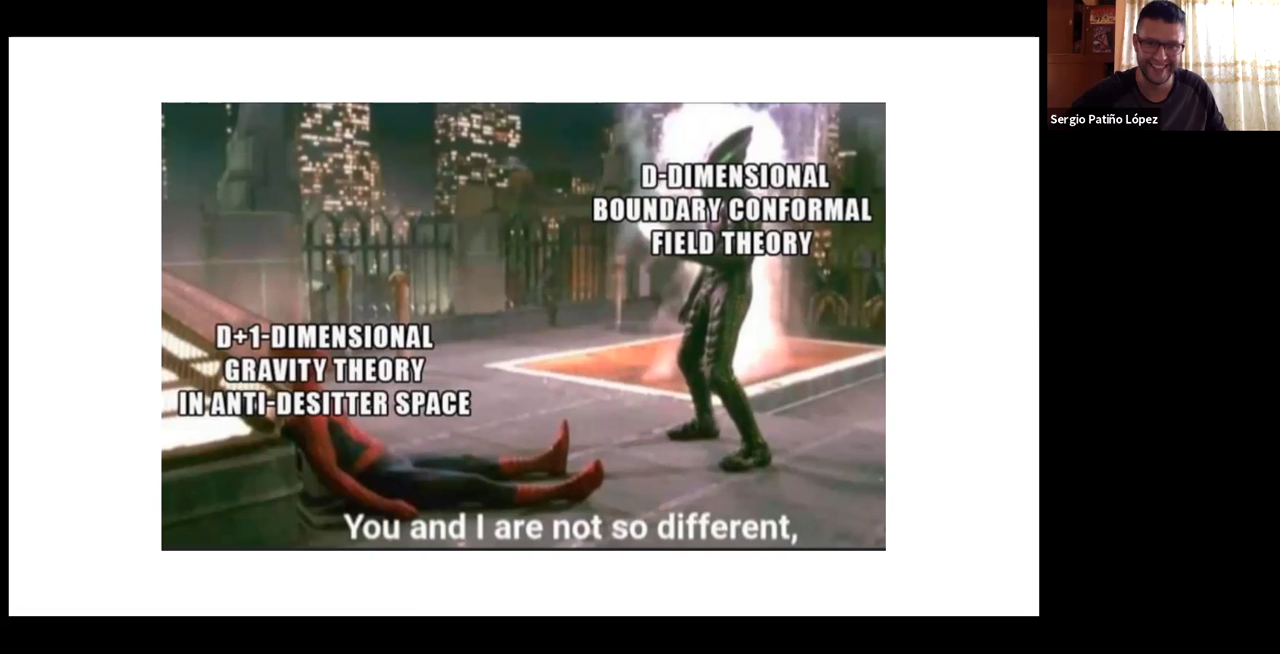 D-DIMENSIONAL
BOUNDARY CONFORMAL
FIELD THEORY
D+1-DIMENSIONAL
GRAVITY THEORY
IN ANTI-DESITTER SPACE
You and I are not so different,
Sergio Patiño López